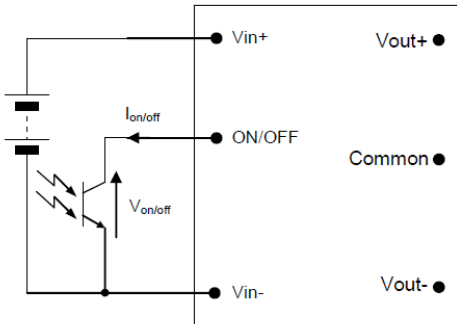 Vin+
Vout+
Ion/off
ON/OFF
Common
Von/off
Vin-
Vout-